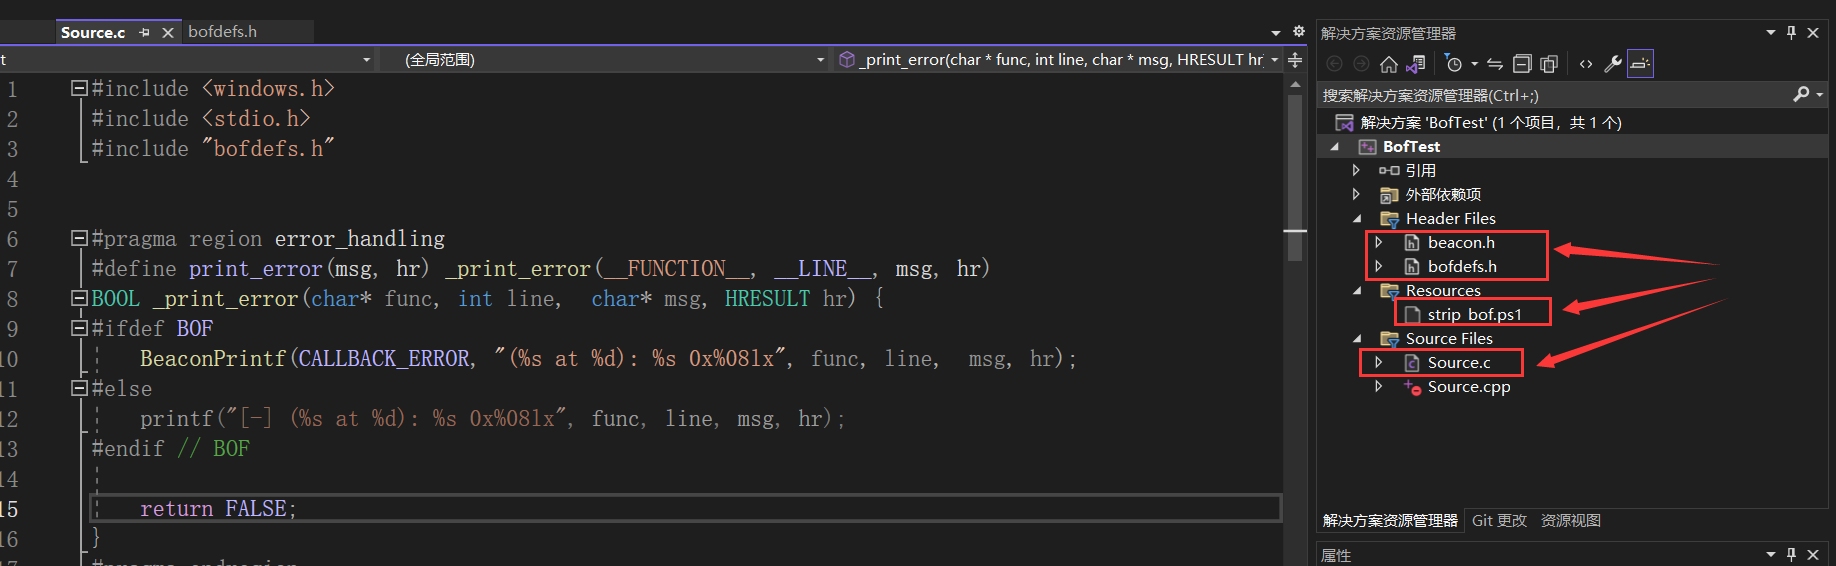 Source.c bofdefs.h
t (全局范围) _print_error(char * func, int line, char * msg, HRESULT hr)
1 #include <windows.h>
2 #include <stdio.h>
3 #include "bofdefs.h"
4
5
6 #pragma region error_handling
7 #define print_error(msg, hr) _print_error(__FUNCTION__, __LINE__, msg, hr)
8 BOOL _print_error(char* func, int line,  char* msg, HRESULT hr) {
9 #ifdef BOF
10 BeaconPrintf(CALLBACK_ERROR, "(%s at %d): %s 0x%08lx", func, line,  msg, hr);
11 #else
12 printf("[-] (%s at %d): %s 0x%08lx", func, line, msg, hr);
13 #endif // BOF
14
15 return FALSE;
16 }
17 #pragma endregion
解决方案资源管理器
搜索解决方案资源管理器(Ctrl+;)
解决方案 'BofTest' (1 个项目，共 1 个)
BofTest
引用
外部依赖项
Header Files
beacon.h
bofdefs.h
Resources
strip_bof.ps1
Source Files
Source.c
Source.cpp
解决方案资源管理器 Git 更改 资源视图
属性